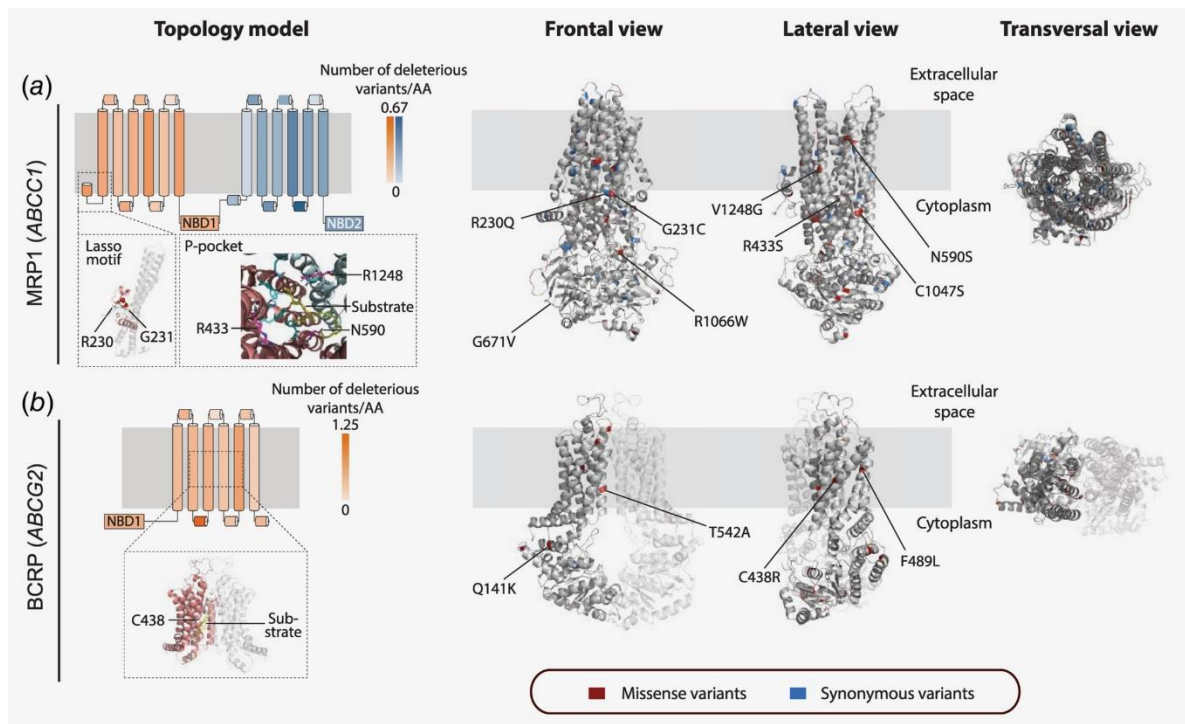 Topology model
Frontal view
Lateral view
Transversal view
(a)
MRP1 (ABCC1)
Number of deleterious
variants/AA
0.67
0
NBD1
NBD2
Lasso
motif
R230
G231
P-pocket
R1248
Substrate
R433
N590
R230Q
G231C
R1066W
G671V
Extracellular
space
Cytoplasm
V1248G
R433S
N590S
C1047S
(b)
BCRP (ABCG2)
Number of deleterious
variants/AA
1.25
0
NBD1
C438
Sub-
strate
T542A
Q141K
Extracellular
space
Cytoplasm
C438R
F489L
Missense variants
Synonymous variants